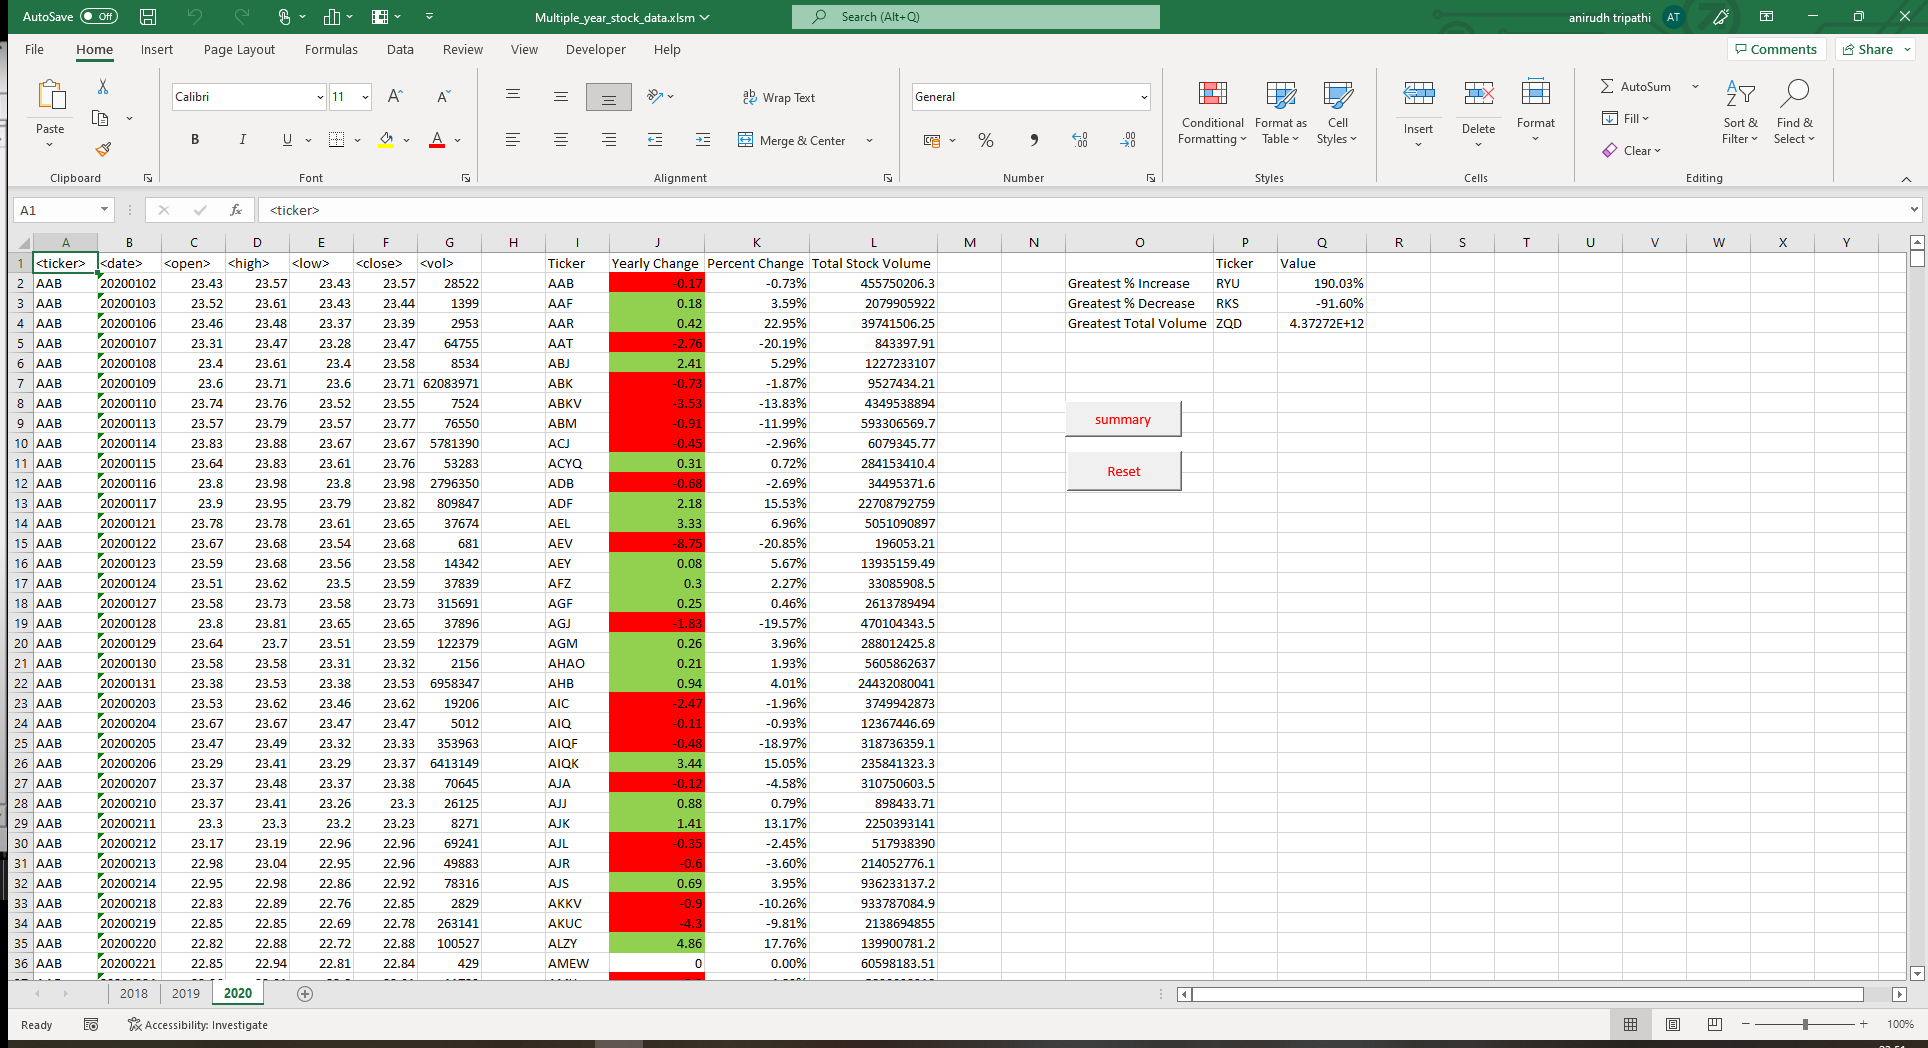 AutoSave Off Multiple_year_stock_data.xlsm Search (Alt+Q) anirudh tripathi AT
File Home Insert Page Layout Formulas Data Review View Developer Help Comments Share
Calibri 11 Wrap Text General AutoSum
Paste B I U A Merge & Center % Conditional Formatting Format as Table Cell Styles Insert Delete Format Fill Sort & Filter Find & Select
Clear
Clipboard Font Alignment Number Styles Cells Editing
A1 fx <ticker>
A B C D E F G H I J K L M N O P Q R S T U V W X Y
1 <ticker> <date> <open> <high> <low> <close> <vol> Ticker Yearly Change Percent Change Total Stock Volume Ticker Value
2 AAB 20200102 23.43 23.57 23.43 23.57 28522 AAB -0.17 -0.73% 455750206.3 Greatest % Increase RYU 190.03%
3 AAB 20200103 23.52 23.61 23.43 23.44 1399 AAF 0.18 3.59% 2079905922 Greatest % Decrease RKS -91.60%
4 AAB 20200106 23.46 23.48 23.37 23.39 2953 AAR 0.42 22.95% 39741506.25 Greatest Total Volume ZQD 4.37272E+12
5 AAB 20200107 23.31 23.47 23.28 23.47 64755 AAT -2.76 -20.19% 843397.91
6 AAB 20200108 23.4 23.61 23.4 23.58 8534 ABJ 2.41 5.29% 1227233107
7 AAB 20200109 23.6 23.71 23.6 23.71 62083971 ABK -0.73 -1.87% 9527434.21
8 AAB 20200110 23.74 23.76 23.52 23.55 7524 ABKV -3.53 -13.83% 4349538894
9 AAB 20200113 23.57 23.79 23.57 23.77 76550 ABM -0.91 -11.99% 593306569.7 summary
10 AAB 20200114 23.83 23.88 23.67 23.67 5781390 ACJ -0.45 -2.96% 6079345.77
11 AAB 20200115 23.64 23.83 23.61 23.76 53283 ACYQ 0.31 0.72% 284153410.4 Reset
12 AAB 20200116 23.8 23.98 23.8 23.98 2796350 ADB -0.68 -2.69% 34495371.6
13 AAB 20200117 23.9 23.95 23.79 23.82 809847 ADF 2.18 15.53% 22708792759
14 AAB 20200121 23.78 23.78 23.61 23.65 37674 AEL 3.33 6.96% 5051090897
15 AAB 20200122 23.67 23.68 23.54 23.68 681 AEV -8.75 -20.85% 196053.21
16 AAB 20200123 23.59 23.68 23.56 23.58 14342 AEY 0.08 5.67% 13935159.49
17 AAB 20200124 23.51 23.62 23.5 23.59 37839 AFZ 0.3 2.27% 33085908.5
18 AAB 20200127 23.58 23.73 23.58 23.73 315691 AGF 0.25 0.46% 2613789494
19 AAB 20200128 23.8 23.81 23.65 23.65 37896 AGJ -1.83 -19.57% 470104343.5
20 AAB 20200129 23.64 23.7 23.51 23.59 122379 AGM 0.26 3.96% 288012425.8
21 AAB 20200130 23.58 23.58 23.31 23.32 2156 AHAO 0.21 1.93% 5605862637
22 AAB 20200131 23.38 23.53 23.38 23.53 6958347 AHB 0.94 4.01% 24432080041
23 AAB 20200203 23.53 23.62 23.46 23.62 19206 AIC -2.47 -1.96% 3749942873
24 AAB 20200204 23.67 23.67 23.47 23.47 5012 AIQ -0.11 -0.93% 12367446.69
25 AAB 20200205 23.47 23.49 23.32 23.33 353963 AIQF -0.48 -18.97% 318736359.1
26 AAB 20200206 23.29 23.41 23.29 23.37 6413149 AIQK 3.44 15.05% 235841323.3
27 AAB 20200207 23.37 23.48 23.37 23.38 70645 AJA -0.12 -4.58% 310750603.5
28 AAB 20200210 23.37 23.41 23.26 23.3 26125 AJJ 0.88 0.79% 898433.71
29 AAB 20200211 23.3 23.3 23.2 23.23 8271 AJK 1.41 13.17% 2250393141
30 AAB 20200212 23.17 23.19 22.96 22.96 69241 AJL -0.35 -2.45% 517938390
31 AAB 20200213 22.98 23.04 22.95 22.96 49883 AJR -0.6 -3.60% 214052776.1
32 AAB 20200214 22.95 22.98 22.86 22.92 78316 AJS 0.69 3.95% 936233137.2
33 AAB 20200218 22.83 22.89 22.76 22.85 2829 AKKV -0.9 -10.26% 933787084.9
34 AAB 20200219 22.85 22.85 22.69 22.78 263141 AKUC -4.3 -9.81% 2138694855
35 AAB 20200220 22.82 22.88 22.72 22.88 100527 ALZY 4.86 17.76% 139900781.2
36 AAB 20200221 22.85 22.94 22.81 22.84 429 AMEW 0 0.00% 60598183.51
2018 2019 2020
Ready Accessibility: Investigate 100%